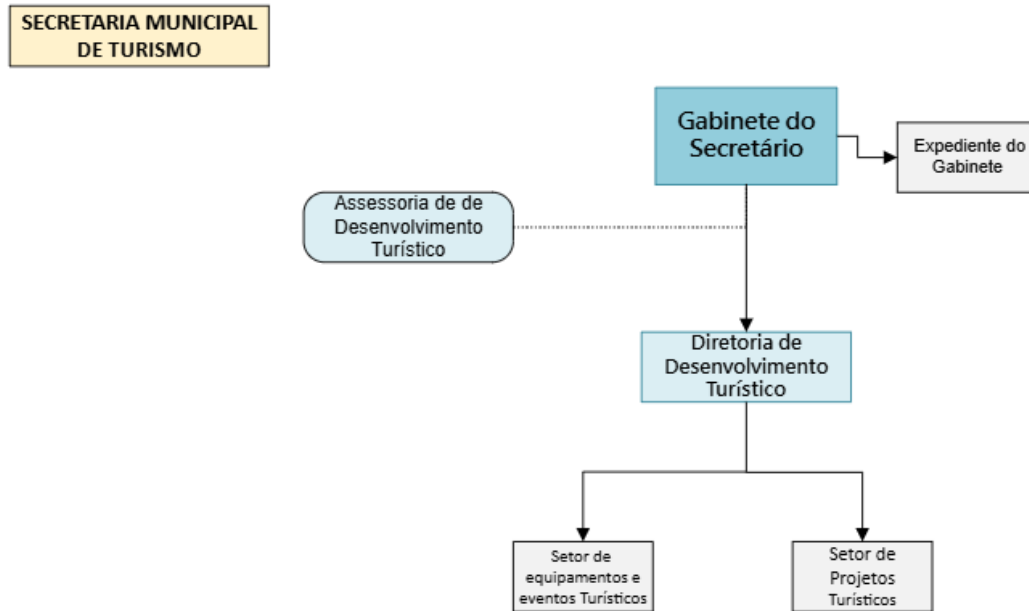 SECRETARIA MUNICIPAL
DE TURISMO
Gabinete do
Secretário
Expediente do
Gabinete
Assessoria de de
Desenvolvimento
Turístico
Diretoria de
Desenvolvimento
Turístico
Setor de
equipamentos e
eventos Turísticos
Setor de
Projetos
Turísticos